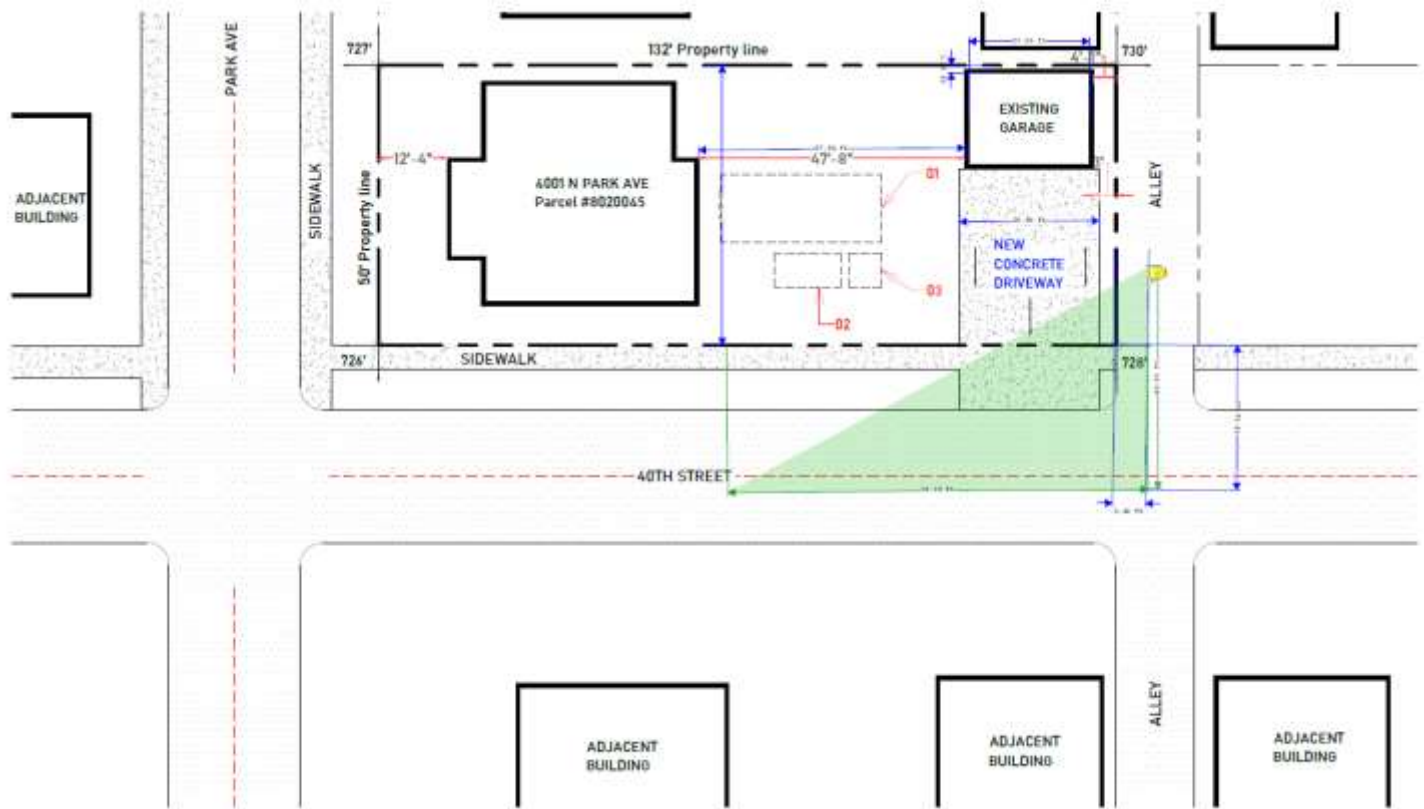 PARK AVE
727'
132' Property line
730'
4'
EXISTING
GARAGE
12'-4"
47'-8"
ADJACENT
BUILDING
SIDEWALK
50' Property line
4001 N PARK AVE
Parcel #8020045
01
ALLEY
NEW
CONCRETE
DRIVEWAY
03
02
726'
SIDEWALK
728'
40TH STREET
ALLEY
ADJACENT
BUILDING
ADJACENT
BUILDING
ADJACENT
BUILDING